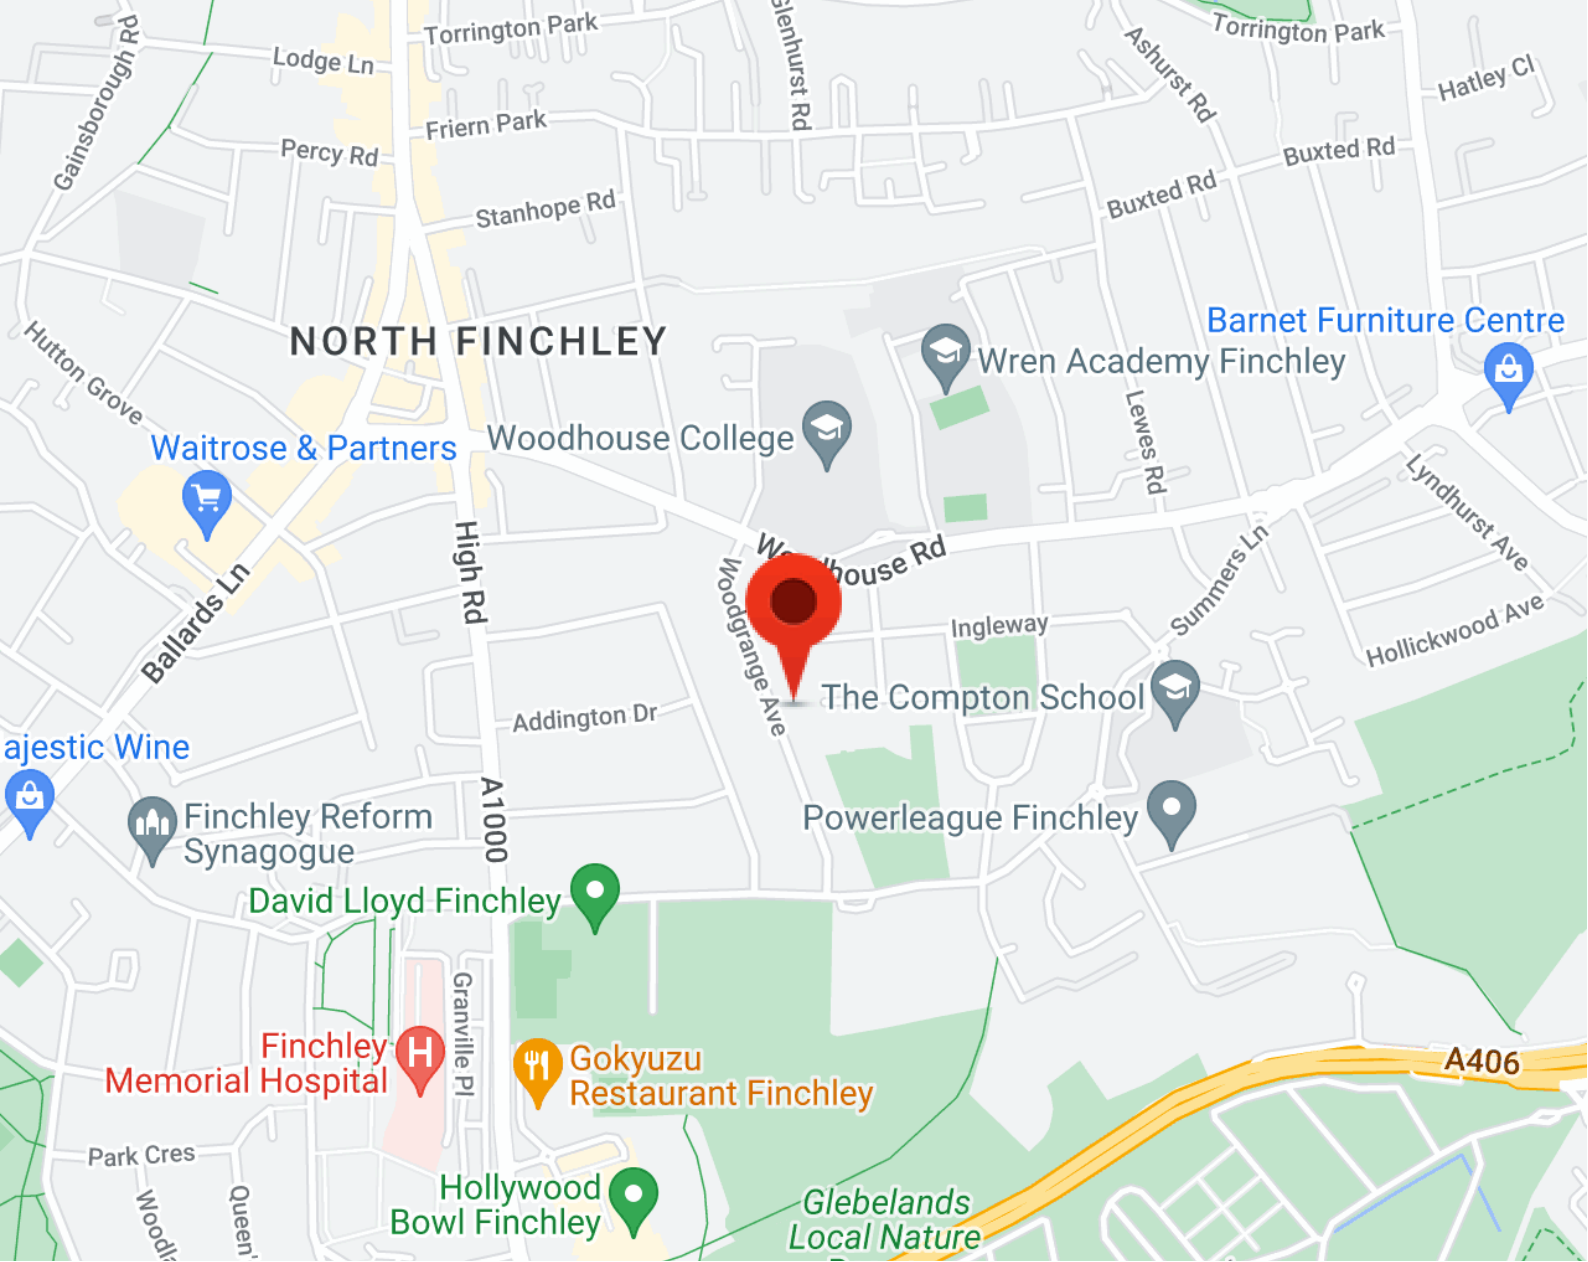 Torrington Park
Glenhurst Rd
Torrington Park
Lodge Ln
Gainsborough Rd
Ashurst Rd
Hatley Cl
Friern Park
Percy Rd
Buxted Rd
Buxted Rd
Stanhope Rd
NORTH FINCHLEY
Barnet Furniture Centre
Wren Academy Finchley
Hutton Grove
Waitrose & Partners
Woodhouse College
Lewes Rd
Lyndhurst Ave
High Rd
Woodhouse Rd
Summers Ln
Woodgrange Ave
Ballards Ln
Ingleway
Hollickwood Ave
The Compton School
Addington Dr
ajestic Wine
A1000
Finchley Reform
Synagogue
Powerleague Finchley
David Lloyd Finchley
Granville Pl
Finchley
Memorial Hospital
H
Gokyuzu
Restaurant Finchley
A406
Park Cres
Woodla
Queen'
Hollywood
Bowl Finchley
Glebelands
Local Nature